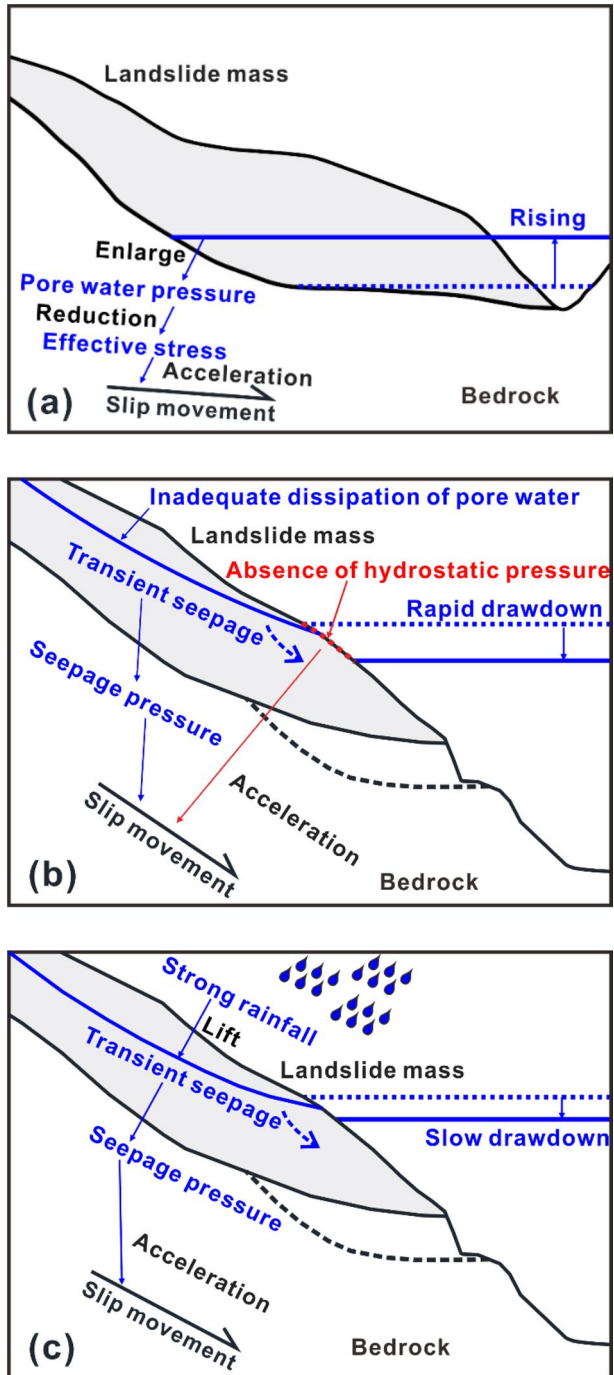 Landslide mass
Rising
Enlarge
Pore water pressure
Reduction
Effective stress
Acceleration
Slip movement
Bedrock
(a)
Inadequate dissipation of pore water
Landslide mass
Absence of hydrostatic pressure
Transient seepage
Rapid drawdown
Seepage pressure
Acceleration
Slip movement
Bedrock
(b)
Strong rainfall
Lift
Transient seepage
Landslide mass
Slow drawdown
Seepage pressure
Acceleration
Slip movement
Bedrock
(c)